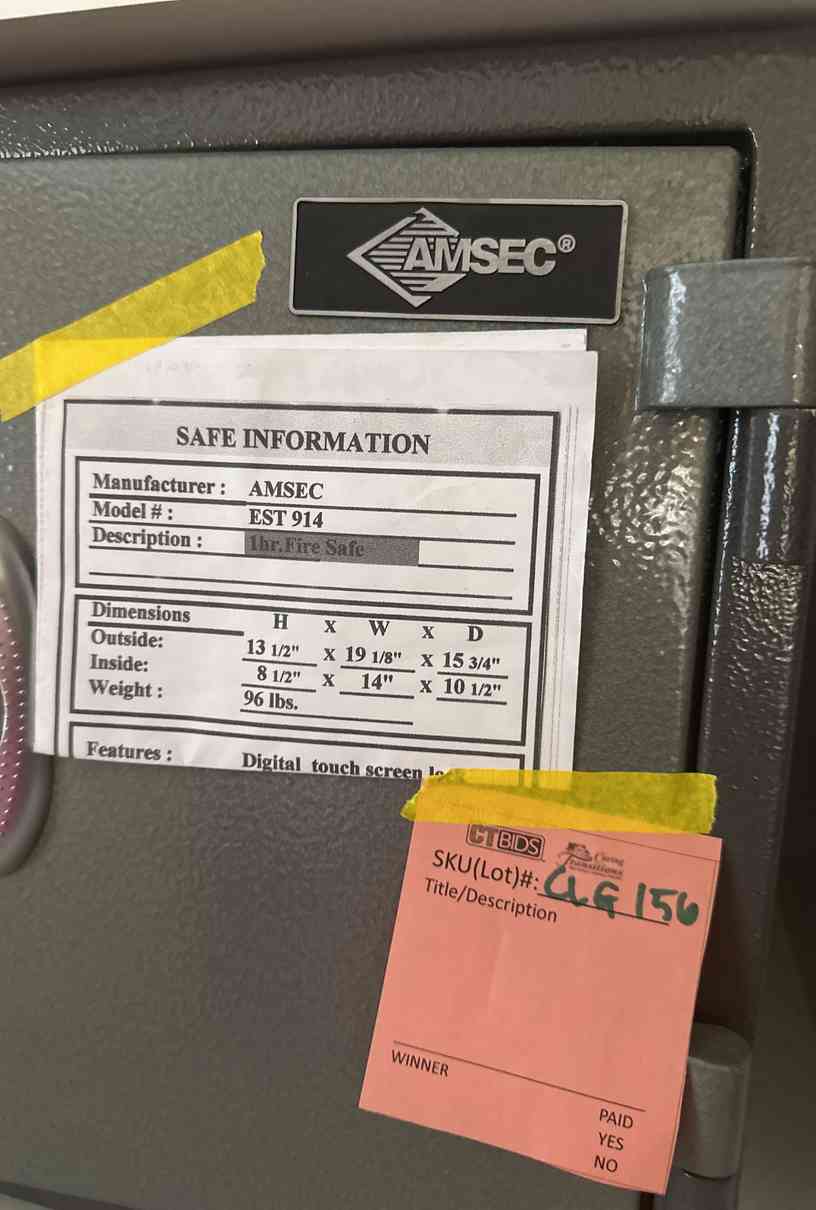 AMSEC®
SAFE INFORMATION
Manufacturer : AMSEC
Model # : EST 914
Description : 1hr.Fire Safe
Dimensions H X W X D
Outside: 13 1/2" X 19 1/8" X 15 3/4"
Inside: 8 1/2" X 14" X 10 1/2"
Weight : 96 lbs.
Features : Digital touch screen
CTBIDS Caring Transitions
SKU(Lot)#: CLG 156
Title/Description
WINNER
PAID
YES
NO